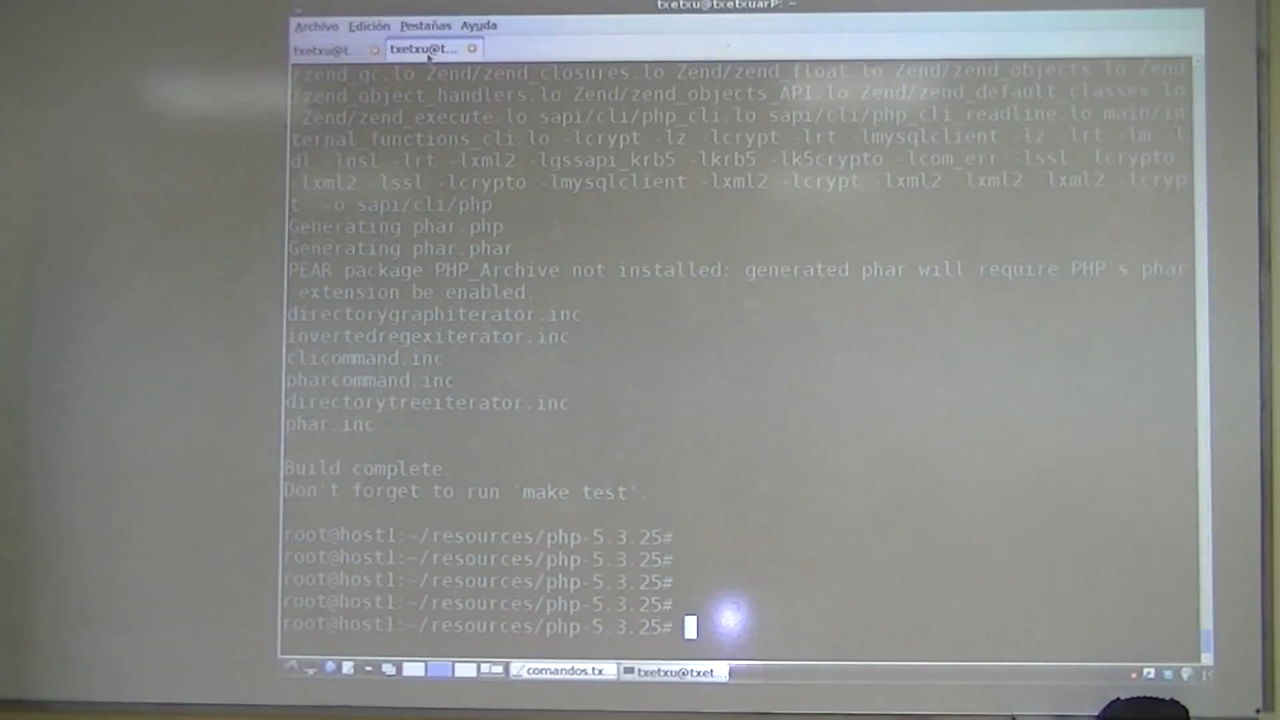 txetxu@txetxuarP: ~
Archivo Edición Pestañas Ayuda
txetxu@t... txetxu@t...
/zend_gc.lo Zend/zend_closures.lo Zend/zend_float.lo Zend/zend_objects.lo Zend
/zend_object_handlers.lo Zend/zend_objects_API.lo Zend/zend_default_classes.lo
Zend/zend_execute.lo sapi/cli/php_cli.lo sapi/cli/php_cli_readline.lo main/in
ternal_functions_cli.lo -lcrypt -lz -lcrypt -lrt -lmysqlclient -lz -lrt -lm -l
dl -lnsl -lrt -lxml2 -lgssapi_krb5 -lkrb5 -lk5crypto -lcom_err -lssl -lcrypto
-lxml2 -lssl -lcrypto -lmysqlclient -lxml2 -lcrypt -lxml2 -lxml2 -lxml2 -lcryp
t -o sapi/cli/php
Generating phar.php
Generating phar.phar
PEAR package PHP_Archive not installed: generated phar will require PHP's phar
extension be enabled.
directorygraphiterator.inc
invertedregexiterator.inc
clicommand.inc
pharcommand.inc
directorytreeiterator.inc
phar.inc
Build complete.
Don't forget to run 'make test'.
root@host1:~/resources/php-5.3.25#
root@host1:~/resources/php-5.3.25#
root@host1:~/resources/php-5.3.25#
root@host1:~/resources/php-5.3.25#
root@host1:~/resources/php-5.3.25#
comandos.tx... txetxu@txet...